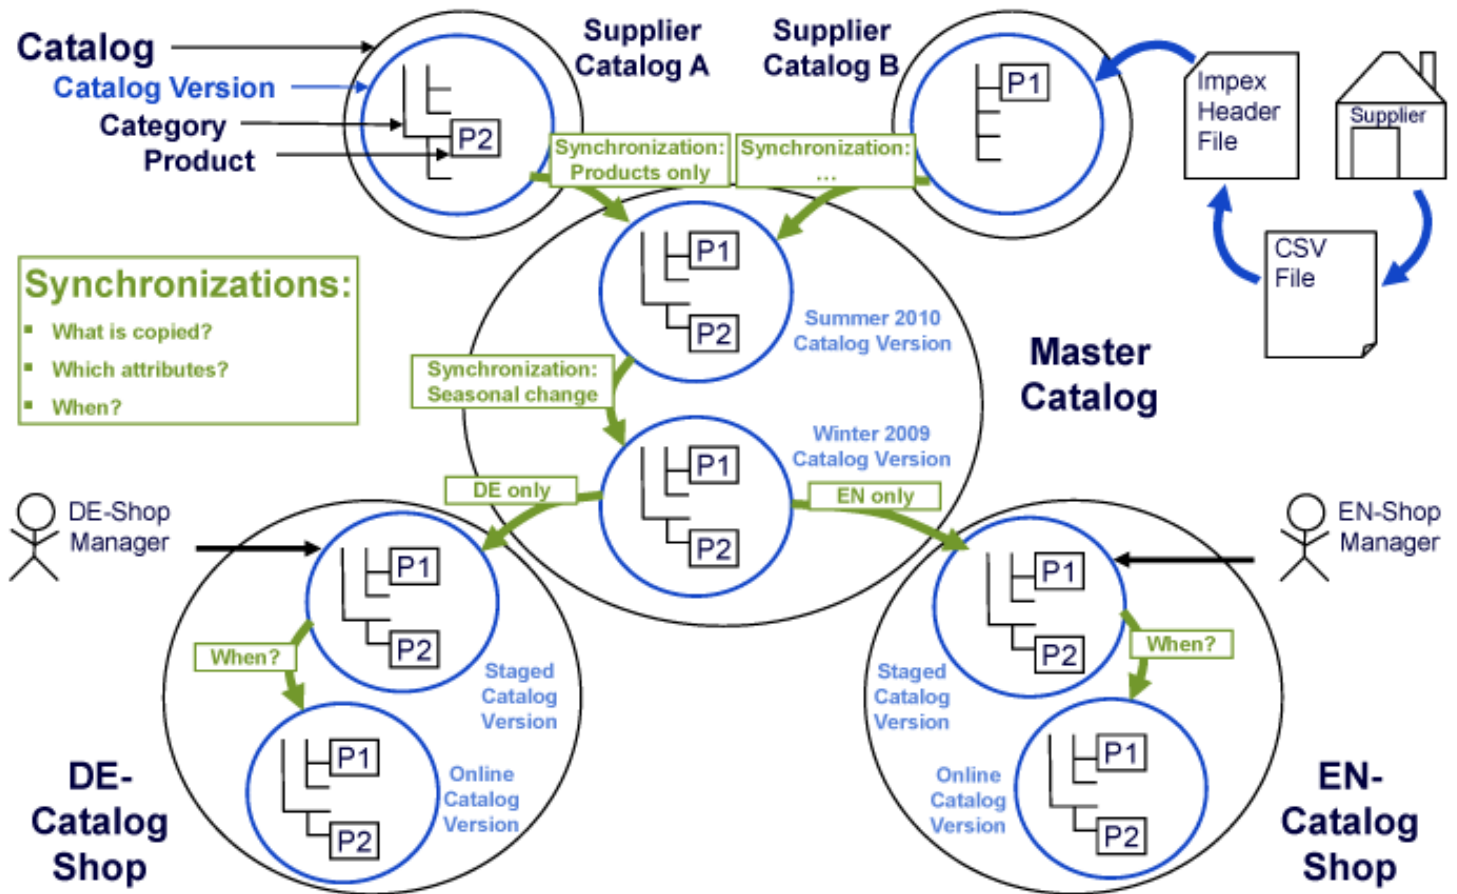 Catalog
Catalog Version
Category
Product
P2
Supplier
Catalog A
Supplier
Catalog B
P1
Impex
Header
File
Supplier
CSV
File
Synchronization:
Products only
Synchronization:
...
Synchronizations:
▪ What is copied?
▪ Which attributes?
▪ When?
P1
P2
Summer 2010
Catalog Version
Master
Catalog
Synchronization:
Seasonal change
P1
P2
Winter 2009
Catalog Version
DE only
EN only
DE-Shop
Manager
EN-Shop
Manager
P1
P2
When?
Staged
Catalog
Version
P1
P2
Online
Catalog
Version
DE-
Catalog
Shop
P1
P2
When?
Staged
Catalog
Version
P1
P2
Online
Catalog
Version
EN-
Catalog
Shop